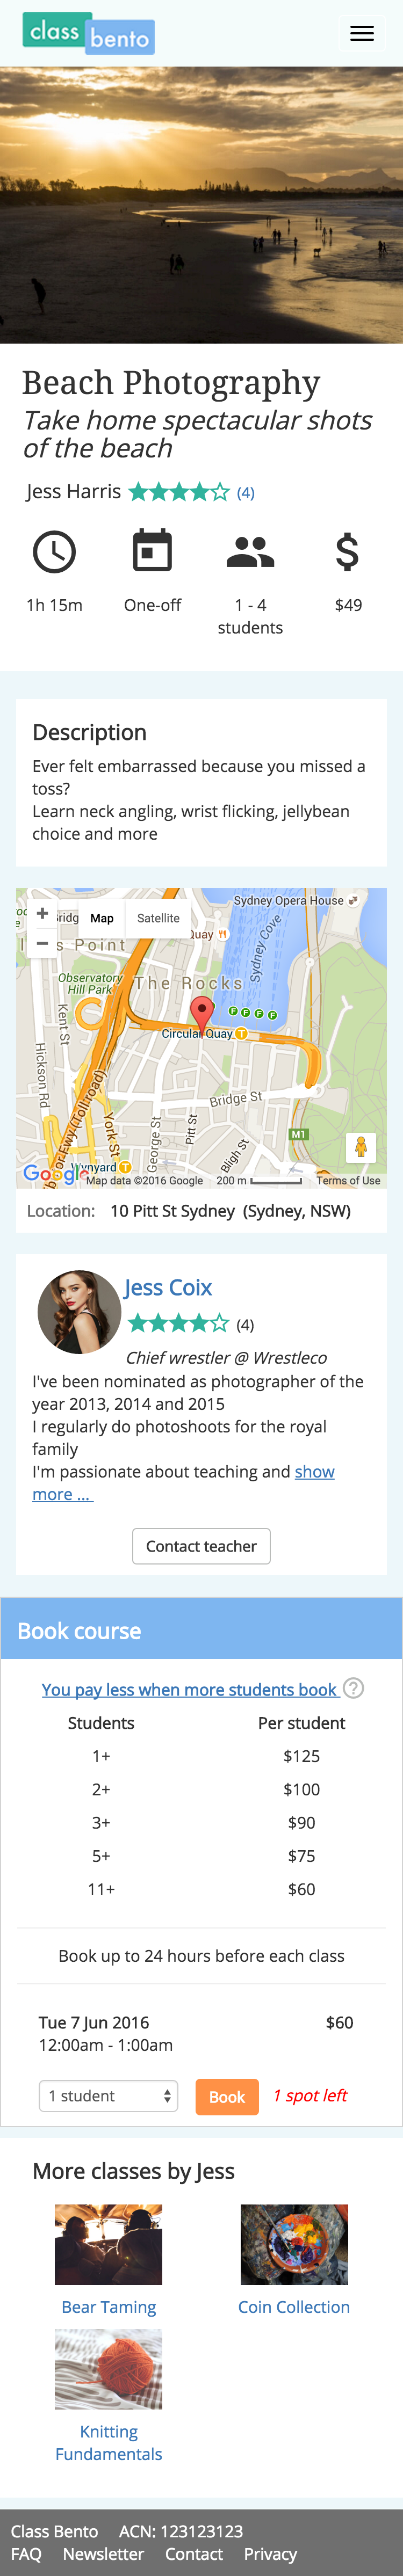 class
bento
Beach Photography
Take home spectacular shots
of the beach
Jess Harris (4)
1h 15m One-off 1 - 4 $49
students
Description
Ever felt embarrassed because you missed a
toss?
Learn neck angling, wrist flicking, jellybean
choice and more
Sydney Opera House
Map Satellite
Quay
s Point
Sydney Cove
Observatory
Hill Park
The Rocks
Kent St
Circular Quay
Hickson Rd
Bridge St
York St
George St
Pitt St
Bligh St
M1
Wynyard
Google Map data ©2016 Google 200 m Terms of Use
Location: 10 Pitt St Sydney (Sydney, NSW)
Jess Coix
(4)
Chief wrestler @ Wrestleco
I've been nominated as photographer of the
year 2013, 2014 and 2015
I regularly do photoshoots for the royal
family
I'm passionate about teaching and show
more ...
Contact teacher
Book course
You pay less when more students book ?
Students Per student
1+ $125
2+ $100
3+ $90
5+ $75
11+ $60
Book up to 24 hours before each class
Tue 7 Jun 2016 $60
12:00am - 1:00am
1 student Book 1 spot left
More classes by Jess
Bear Taming Coin Collection
Knitting
Fundamentals
Class Bento ACN: 123123123
FAQ Newsletter Contact Privacy